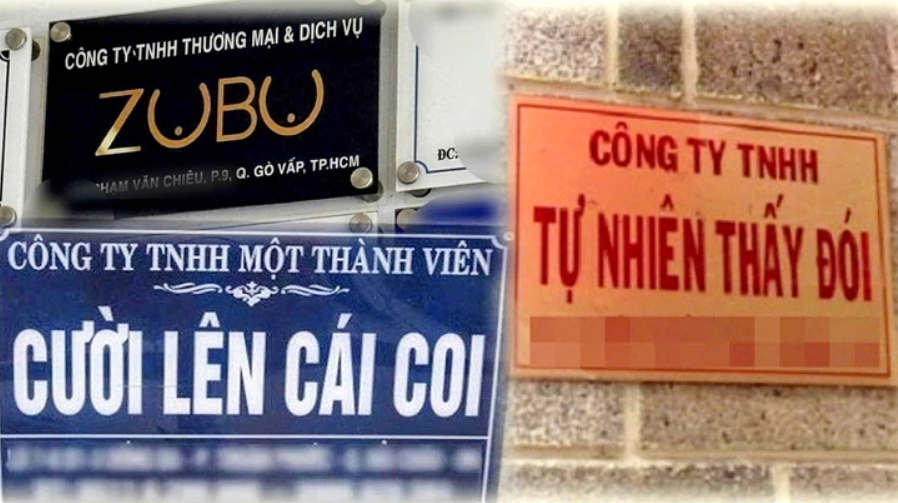 CÔNG TY TNHH THƯƠNG MẠI & DỊCH VỤ
ZUBU
PHẠM VĂN CHIÊU, P.9, Q. GÒ VẤP, TP.HCM
ĐC:
CÔNG TY TNHH MỘT THÀNH VIÊN
CƯỜI LÊN CÁI COI
CÔNG TY TNHH
TỰ NHIÊN THẤY ĐÓI